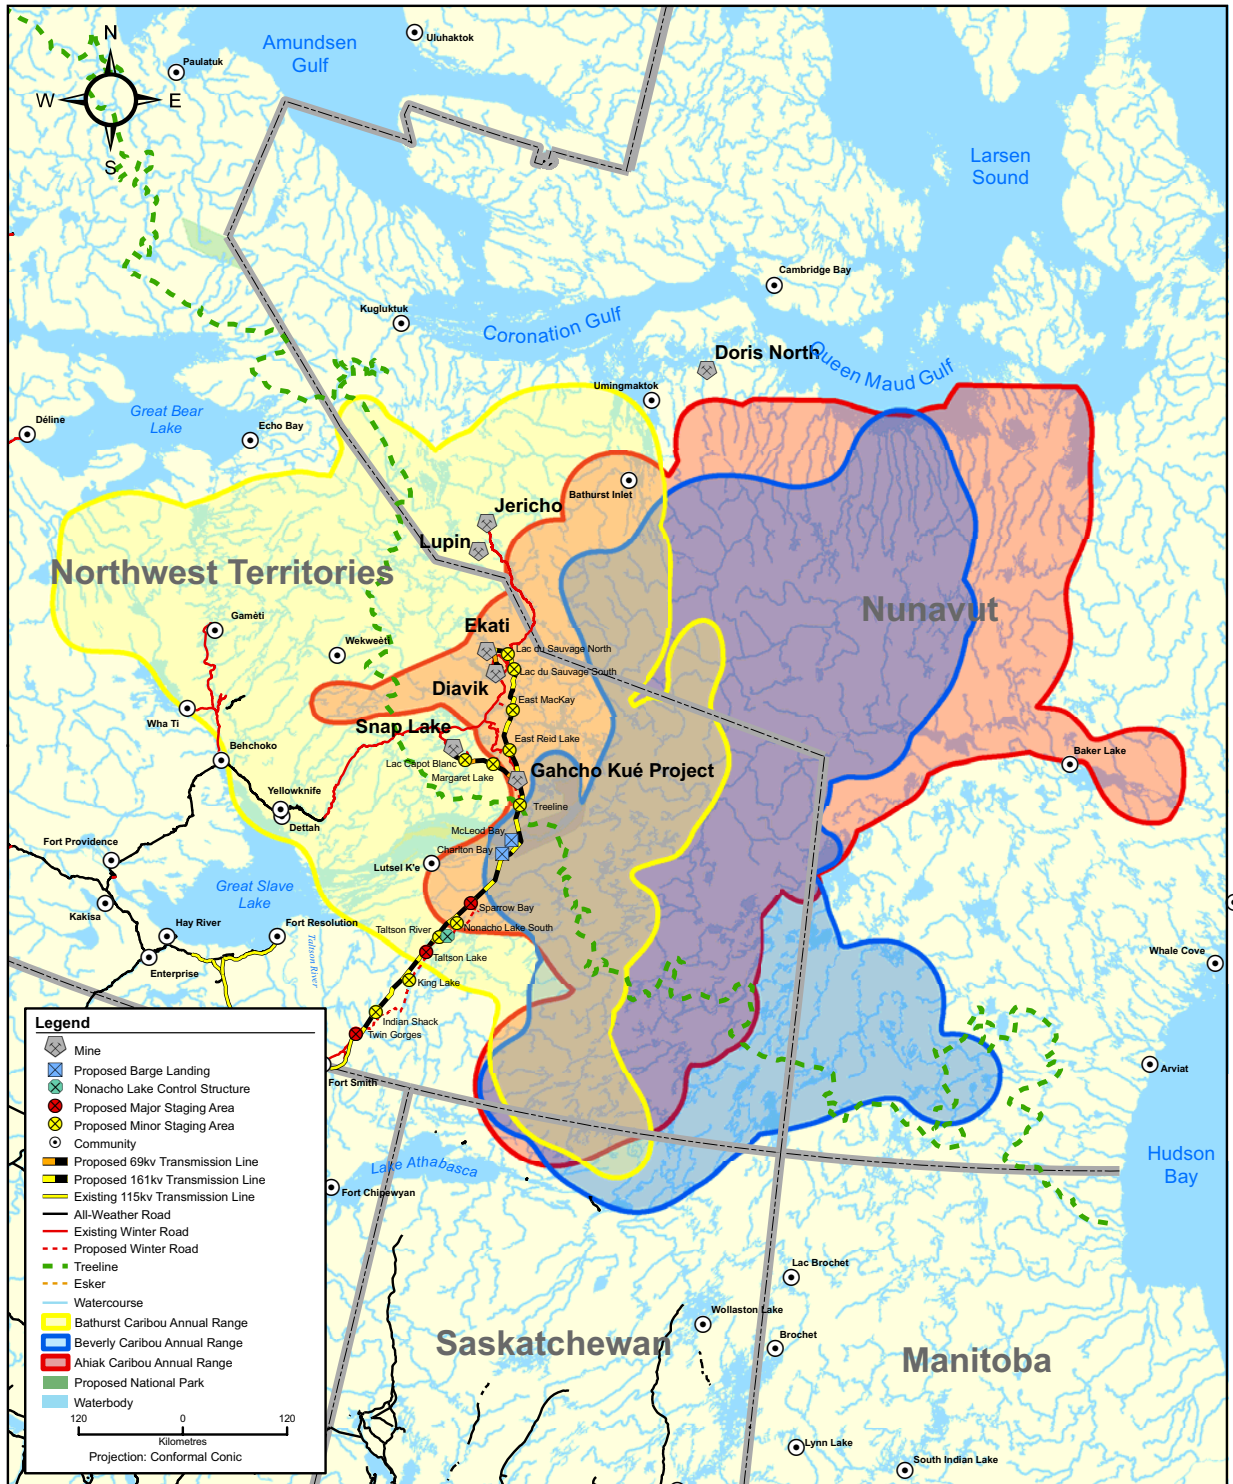 N
W
E
S
Amundsen
Gulf
Uluhaktok
Paulatuk
Larsen
Sound
Cambridge Bay
Kugluktuk
Coronation Gulf
Doris North
Queen Maud Gulf
Umingmaktok
Great Bear
Lake
Déline
Echo Bay
Bathurst Inlet
Jericho
Lupin
Northwest Territories
Nunavut
Gamèti
Ekati
Wekweètì
Lac du Sauvage North
Lac du Sauvage South
Diavik
East MacKay
Wha Ti
Snap Lake
East Reid Lake
Behchoko
Baker Lake
Lac Capot Blanc
Margaret Lake
Gahcho Kué Project
Yellowknife
Treeline
Dettah
McLeod Bay
Fort Providence
Charlton Bay
Lutsel K'e
Great Slave
Lake
Kakisa
Sparrow Bay
Hay River
Fort Resolution
Taltson River
Nonacho Lake South
Enterprise
Taltson River
Taltson Lake
Whale Cove
King Lake
Indian Shack
Twin Gorges
Arviat
Fort Smith
Hudson
Bay
Lake Athabasca
Fort Chipewyan
Lac Brochet
Wollaston Lake
Brochet
Saskatchewan
Manitoba
Lynn Lake
South Indian Lake
Legend
Mine
Proposed Barge Landing
Nonacho Lake Control Structure
Proposed Major Staging Area
Proposed Minor Staging Area
Community
Proposed 69kv Transmission Line
Proposed 161kv Transmission Line
Existing 115kv Transmission Line
All-Weather Road
Existing Winter Road
Proposed Winter Road
Treeline
Esker
Watercourse
Bathurst Caribou Annual Range
Beverly Caribou Annual Range
Ahiak Caribou Annual Range
Proposed National Park
Waterbody
120 0 120
Kilometres
Projection: Conformal Conic